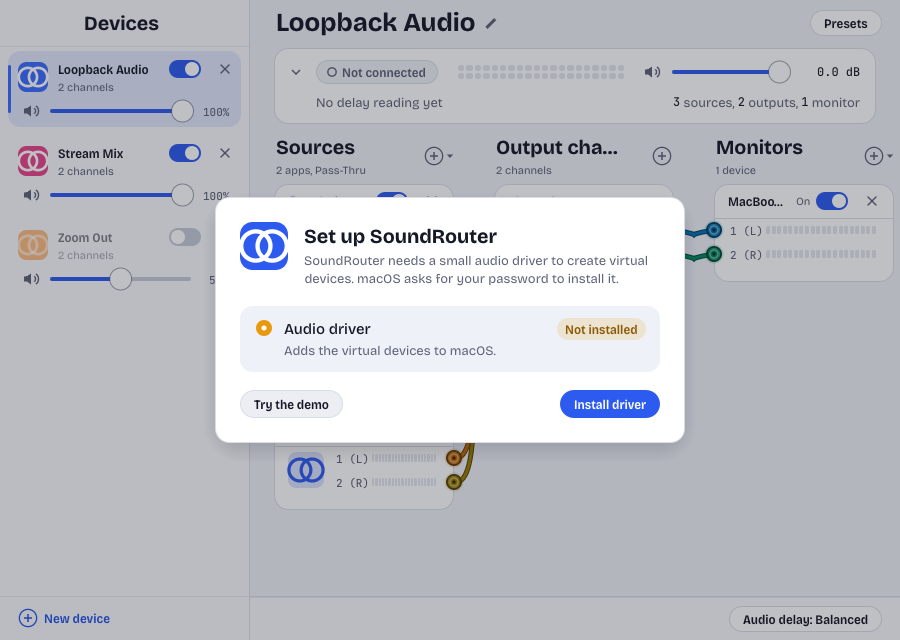 Devices
Loopback Audio
2 channels
100%
Stream Mix
2 channels
100%
Zoom Out
2 channels
New device
Loopback Audio
Presets
Not connected
0.0 dB
No delay reading yet
3 sources, 2 outputs, 1 monitor
Sources
2 apps, Pass-Thru
Output cha...
2 channels
Monitors
1 device
MacBoo...
On
1 (L)
2 (R)
Set up SoundRouter
SoundRouter needs a small audio driver to create virtual
devices. macOS asks for your password to install it.
Audio driver
Not installed
Adds the virtual devices to macOS.
Try the demo
Install driver
1 (L)
2 (R)
Audio delay: Balanced